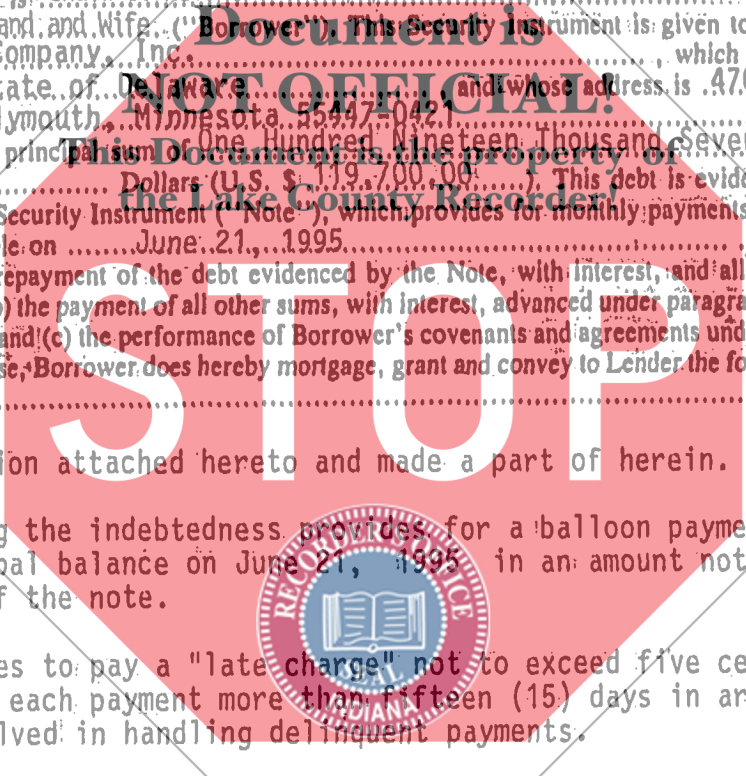 and and Wife ("Borrower"). This Security Instrument is given to
Company, Inc. , which
tate of Delaware , and whose address is 470
lymouth, Minnesota 55447-0421
principal sum of One Hundred Nineteen Thousand Seve
Dollars (U.S. $ 119,700.00 ). This debt is evide
Security Instrument ("Note"), which provides for monthly payments
le on June 21, 1995
repayment of the debt evidenced by the Note, with interest, and all
) the payment of all other sums, with interest, advanced under paragra
and (c) the performance of Borrower's covenants and agreements und
se, Borrower does hereby mortgage, grant and convey to Lender the fo
ion attached hereto and made a part of herein.
g the indebtedness provides for a balloon payme
pal balance on June 21, 1995 in an amount not
f the note.
es to pay a "late charge" not to exceed five ce
each payment more than fifteen (15) days in ar
lved in handling delinquent payments.
Document is
NOT OFFICIAL!
This Document is the property of
the Lake County Recorder!
STOP
RECORDER'S OFFICE
SEAL
INDIANA